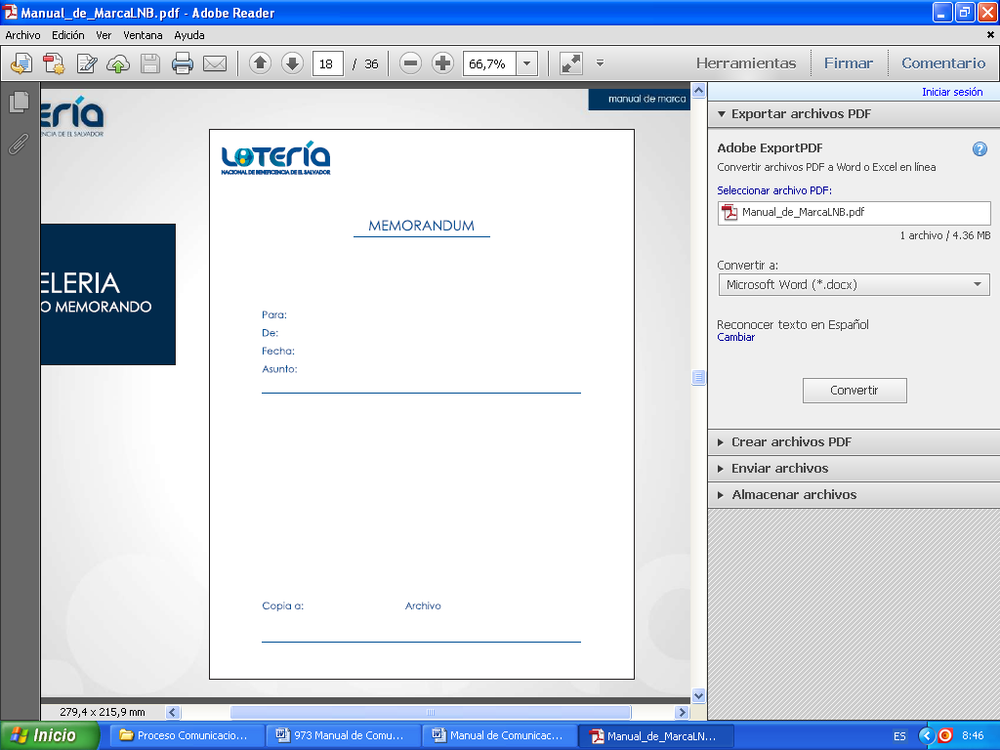 Manual_de_MarcaLNB.pdf - Adobe Reader
Archivo Edición Ver Ventana Ayuda
18 / 36 66,7% Herramientas Firmar Comentario
Iniciar sesión
manual de marca
ería
ENCIA DE EL SALVADOR
LOTERÍA
NACIONAL DE BENEFICENCIA DE EL SALVADOR
MEMORANDUM
ELERIA
O MEMORANDO
Para:
De:
Fecha:
Asunto:
Copia a: Archivo
Exportar archivos PDF
Adobe ExportPDF
Convertir archivos PDF a Word o Excel en línea
Seleccionar archivo PDF:
Manual_de_MarcaLNB.pdf
1 archivo / 4.36 MB
Convertir a:
Microsoft Word (*.docx)
Reconocer texto en Español
Cambiar
Convertir
Crear archivos PDF
Enviar archivos
Almacenar archivos
279,4 x 215,9 mm
Inicio Proceso Comunicacio... 973 Manual de Comu... Manual de Comunicac... Manual_de_MarcaLN... ES 8:46